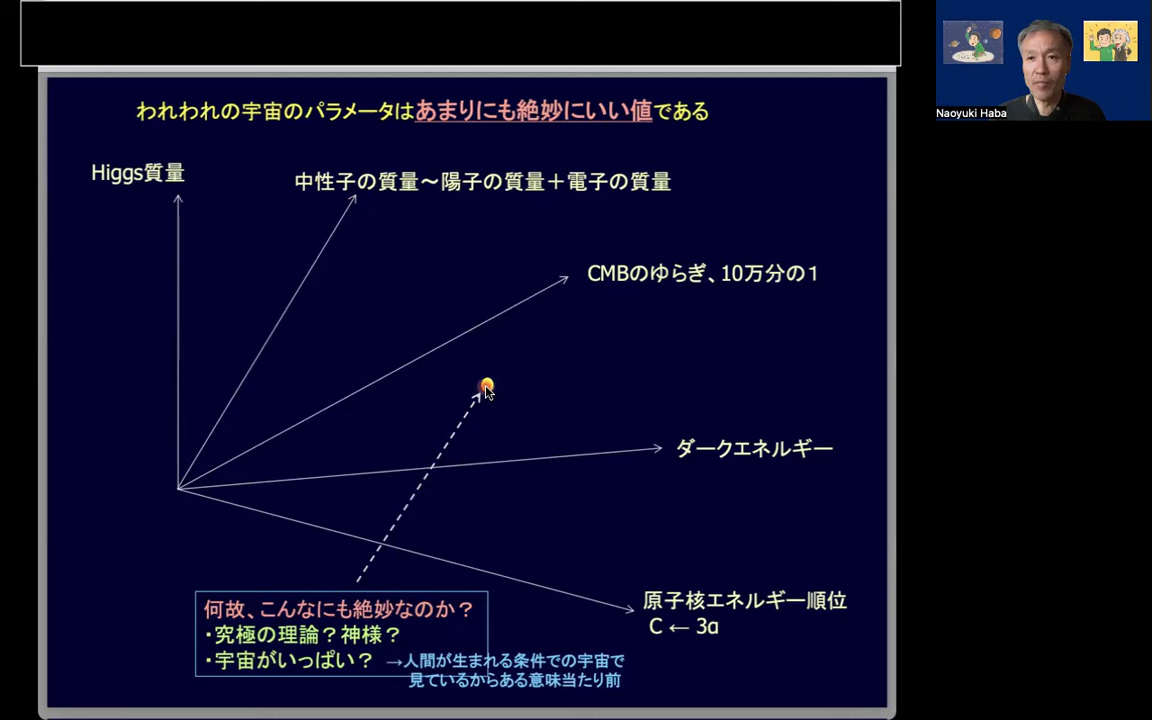 われわれの宇宙のパラメータはあまりにも絶妙にいい値である
Higgs質量
中性子の質量~陽子の質量+電子の質量
CMBのゆらぎ、10万分の1
ダークエネルギー
原子核エネルギー順位
C ← 3α
何故、こんなにも絶妙なのか?
・究極の理論?神様?
・宇宙がいっぱい? →人間が生まれる条件での宇宙で
見ているからある意味当たり前
Naoyuki Haba